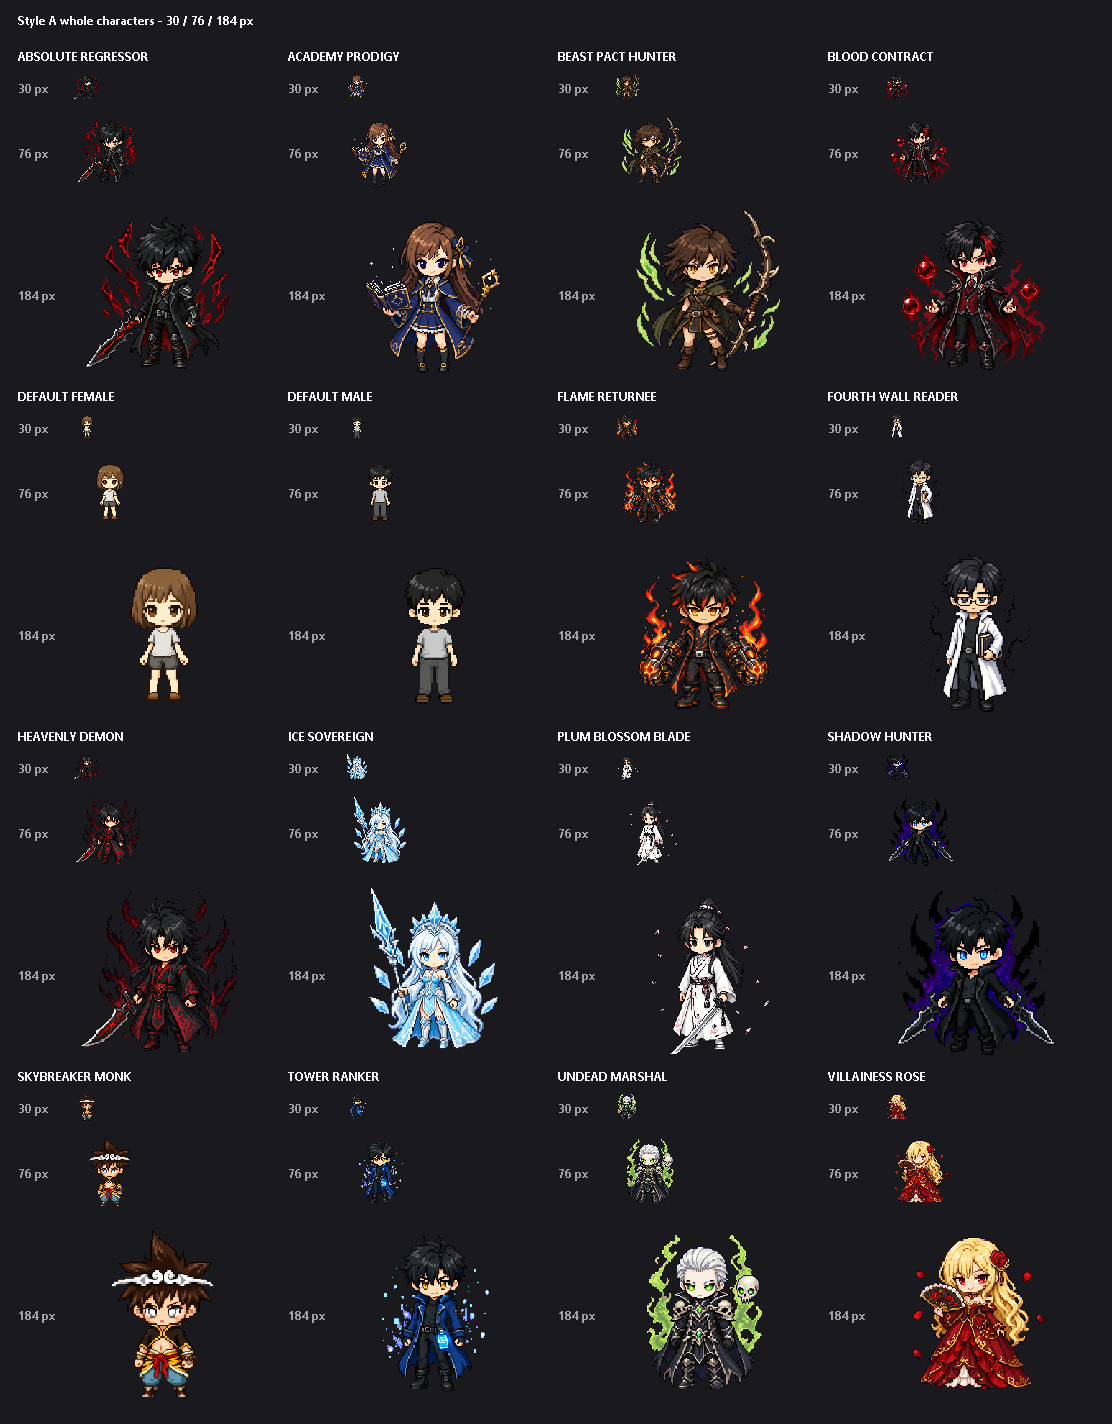 Style A whole characters - 30 / 76 / 184 px
ABSOLUTE REGRESSOR
ACADEMY PRODIGY
BEAST PACT HUNTER
BLOOD CONTRACT
30 px
30 px
30 px
30 px
76 px
76 px
76 px
76 px
184 px
184 px
184 px
184 px
DEFAULT FEMALE
DEFAULT MALE
FLAME RETURNEE
FOURTH WALL READER
30 px
30 px
30 px
30 px
76 px
76 px
76 px
76 px
184 px
184 px
184 px
184 px
HEAVENLY DEMON
ICE SOVEREIGN
PLUM BLOSSOM BLADE
SHADOW HUNTER
30 px
30 px
30 px
30 px
76 px
76 px
76 px
76 px
184 px
184 px
184 px
184 px
SKYBREAKER MONK
TOWER RANKER
UNDEAD MARSHAL
VILLAINESS ROSE
30 px
30 px
30 px
30 px
76 px
76 px
76 px
76 px
184 px
184 px
184 px
184 px